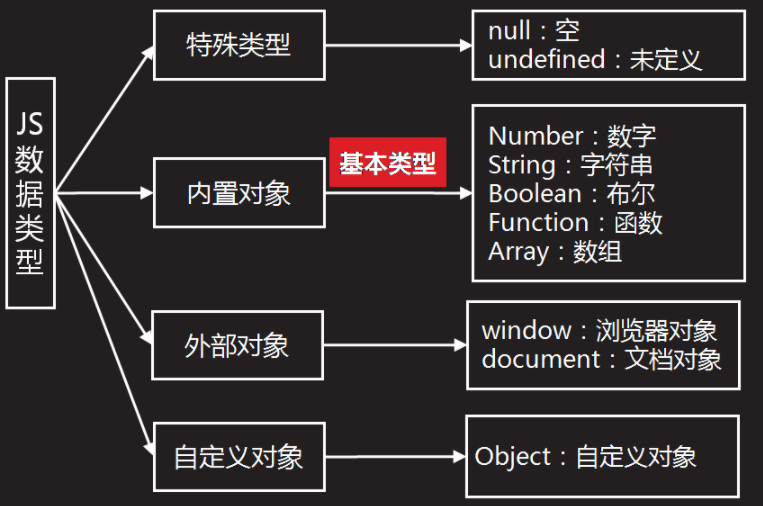 JS
数
据
类
型
特殊类型
null：空
undefined：未定义
内置对象
基本类型
Number：数字
String：字符串
Boolean：布尔
Function：函数
Array：数组
外部对象
window：浏览器对象
document：文档对象
自定义对象
Object：自定义对象